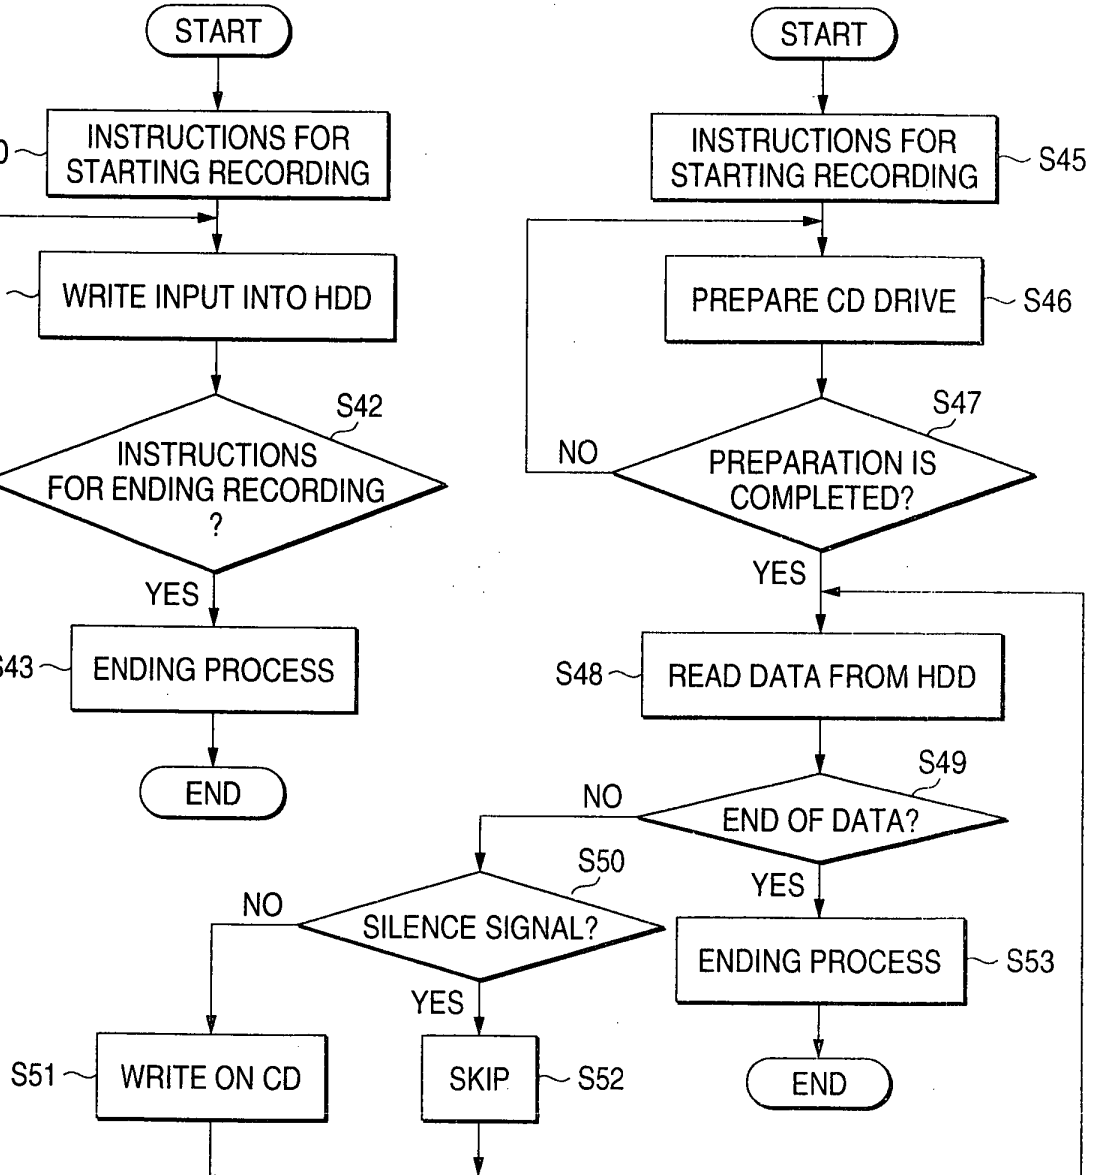 START
INSTRUCTIONS FOR
STARTING RECORDING
WRITE INPUT INTO HDD
S42
INSTRUCTIONS
FOR ENDING RECORDING
?
YES
S43
ENDING PROCESS
END
START
INSTRUCTIONS FOR
STARTING RECORDING
S45
PREPARE CD DRIVE
S46
S47
NO
PREPARATION IS
COMPLETED?
YES
S48
READ DATA FROM HDD
S49
NO
END OF DATA?
YES
S50
NO
SILENCE SIGNAL?
YES
ENDING PROCESS
S53
S51
WRITE ON CD
SKIP
S52
END